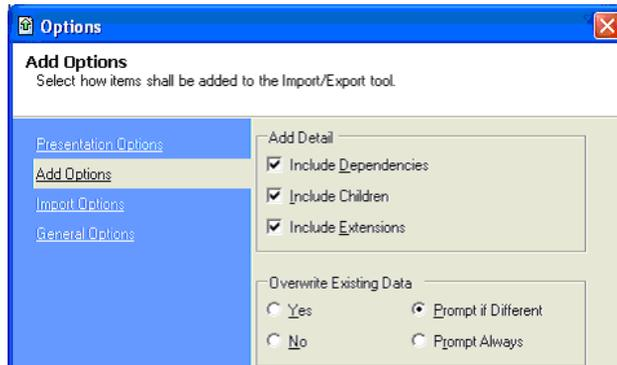 Options
Add Options
Select how items shall be added to the Import/Export tool.
Presentation Options
Add Options
Import Options
General Options
Add Detail
Include Dependencies
Include Children
Include Extensions
Overwrite Existing Data
Yes
Prompt if Different
No
Prompt Always